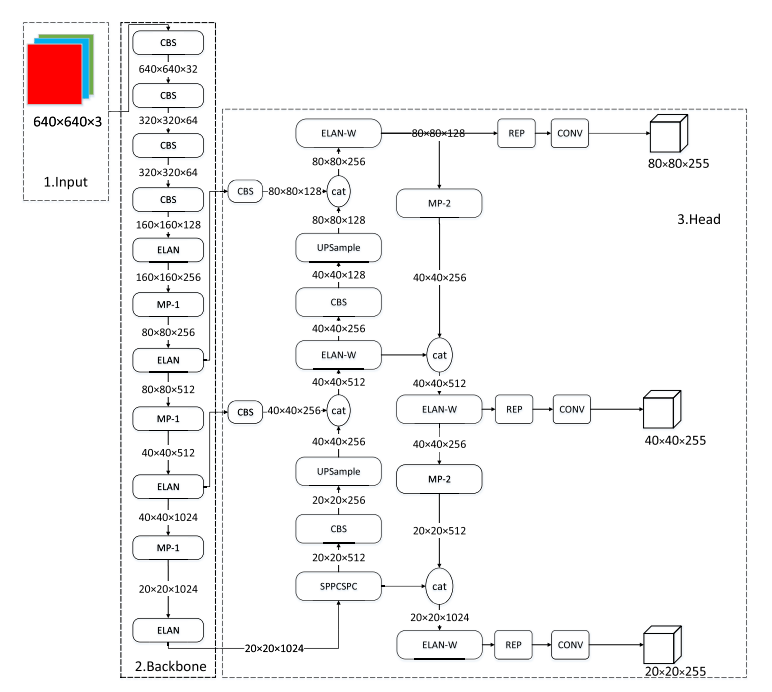 640×640×3
1.Input
CBS
640×640×32
CBS
320×320×64
CBS
320×320×64
CBS
160×160×128
ELAN
160×160×256
MP-1
80×80×256
ELAN
80×80×512
MP-1
40×40×512
ELAN
40×40×1024
MP-1
20×20×1024
ELAN
2.Backbone
20×20×1024
CBS
80×80×128
CBS
40×40×256
ELAN-W
80×80×256
cat
80×80×128
UPSample
40×40×128
CBS
40×40×256
ELAN-W
40×40×512
cat
40×40×256
UPSample
20×20×256
CBS
20×20×512
SPPCSPC
80×80×128
MP-2
40×40×256
cat
40×40×512
ELAN-W
40×40×256
MP-2
20×20×512
cat
20×20×1024
ELAN-W
REP
CONV
80×80×255
3.Head
REP
CONV
40×40×255
REP
CONV
20×20×255